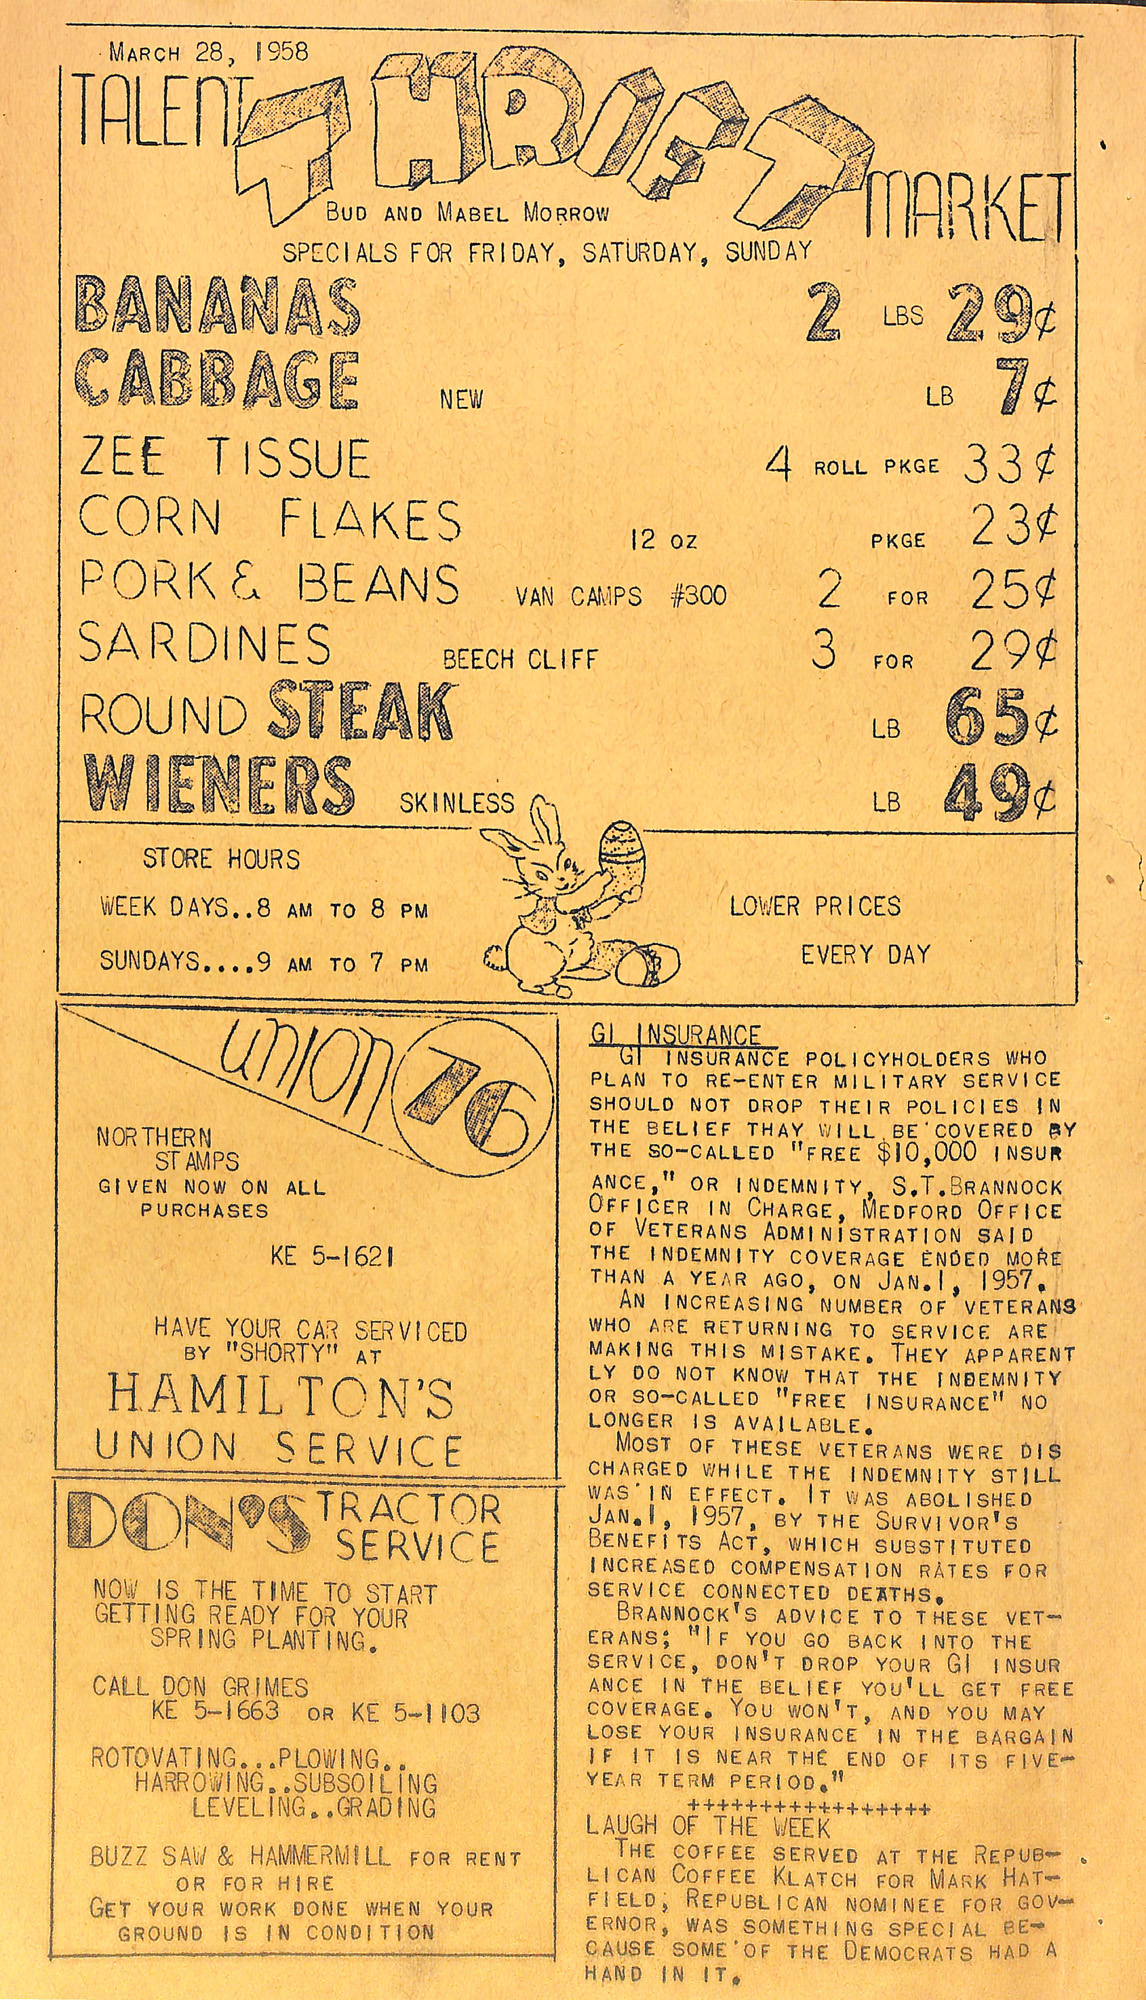 MARCH 28, 1958
TALENT THRIFT MARKET
BUD AND MABEL MORROW
SPECIALS FOR FRIDAY, SATURDAY, SUNDAY
BANANAS 2 LBS 29¢
CABBAGE NEW LB 7¢
ZEE TISSUE 4 ROLL PKGE 33¢
CORN FLAKES 12 OZ PKGE 23¢
PORK & BEANS VAN CAMPS #300 2 FOR 25¢
SARDINES BEECH CLIFF 3 FOR 29¢
ROUND STEAK LB 65¢
WIENERS SKINLESS LB 49¢
STORE HOURS
WEEK DAYS..8 AM TO 8 PM
SUNDAYS....9 AM TO 7 PM
LOWER PRICES
EVERY DAY
UNION 76
NORTHERN
STAMPS
GIVEN NOW ON ALL
PURCHASES
KE 5-1621
HAVE YOUR CAR SERVICED
BY "SHORTY" AT
HAMILTON'S
UNION SERVICE
DON'S TRACTOR
SERVICE
NOW IS THE TIME TO START
GETTING READY FOR YOUR
SPRING PLANTING.
CALL DON GRIMES
KE 5-1663 OR KE 5-1103
ROTOVATING...PLOWING..
HARROWING..SUBSOILING
LEVELING..GRADING
BUZZ SAW & HAMMERMILL FOR RENT
OR FOR HIRE
GET YOUR WORK DONE WHEN YOUR
GROUND IS IN CONDITION
GI INSURANCE
GI INSURANCE POLICYHOLDERS WHO
PLAN TO RE-ENTER MILITARY SERVICE
SHOULD NOT DROP THEIR POLICIES IN
THE BELIEF THAY WILL BE COVERED BY
THE SO-CALLED "FREE $10,000 INSUR
ANCE," OR INDEMNITY, S.T.BRANNOCK
OFFICER IN CHARGE, MEDFORD OFFICE
OF VETERANS ADMINISTRATION SAID
THE INDEMNITY COVERAGE ENDED MORE
THAN A YEAR AGO, ON JAN.1, 1957.
AN INCREASING NUMBER OF VETERANS
WHO ARE RETURNING TO SERVICE ARE
MAKING THIS MISTAKE. THEY APPARENT
LY DO NOT KNOW THAT THE INDEMNITY
OR SO-CALLED "FREE INSURANCE" NO
LONGER IS AVAILABLE.
MOST OF THESE VETERANS WERE DIS
CHARGED WHILE THE INDEMNITY STILL
WAS IN EFFECT. IT WAS ABOLISHED
JAN.1, 1957, BY THE SURVIVOR'S
BENEFITS ACT, WHICH SUBSTITUTED
INCREASED COMPENSATION RATES FOR
SERVICE CONNECTED DEATHS.
BRANNOCK'S ADVICE TO THESE VET-
ERANS; "IF YOU GO BACK INTO THE
SERVICE, DON'T DROP YOUR GI INSUR
ANCE IN THE BELIEF YOU'LL GET FREE
COVERAGE. YOU WON'T, AND YOU MAY
LOSE YOUR INSURANCE IN THE BARGAIN
IF IT IS NEAR THE END OF ITS FIVE-
YEAR TERM PERIOD."
+++++++++++++++++
LAUGH OF THE WEEK
THE COFFEE SERVED AT THE REPUB-
LICAN COFFEE KLATCH FOR MARK HAT-
FIELD, REPUBLICAN NOMINEE FOR GOV-
ERNOR, WAS SOMETHING SPECIAL BE-
CAUSE SOME OF THE DEMOCRATS HAD A
HAND IN IT.